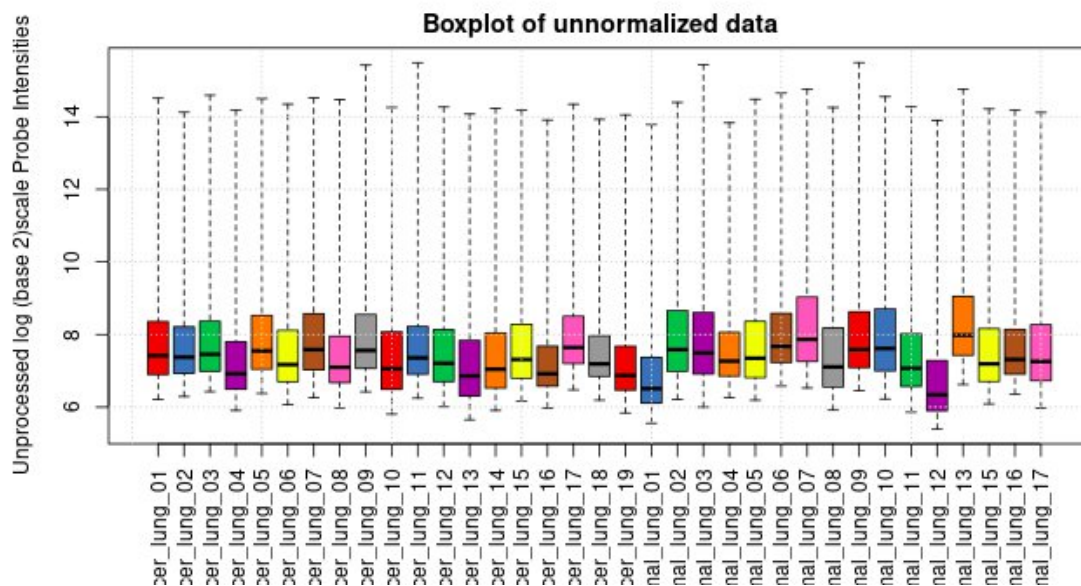 Boxplot of unnormalized data
Unprocessed log (base 2)scale Probe Intensities
14
12
10
8
6
cer_lung_01
cer_lung_02
cer_lung_03
cer_lung_04
cer_lung_05
cer_lung_06
cer_lung_07
cer_lung_08
cer_lung_09
cer_lung_10
cer_lung_11
cer_lung_12
cer_lung_13
cer_lung_14
cer_lung_15
cer_lung_16
cer_lung_17
cer_lung_18
cer_lung_19
nal_lung_01
nal_lung_02
nal_lung_03
nal_lung_04
nal_lung_05
nal_lung_06
nal_lung_07
nal_lung_08
nal_lung_09
nal_lung_10
nal_lung_11
nal_lung_12
nal_lung_13
nal_lung_15
nal_lung_16
nal_lung_17